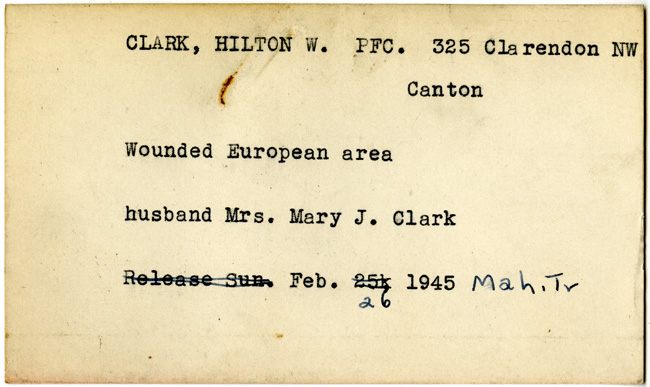 CLARK, HILTON W. PFC. 325 Clarendon NW
Canton
Wounded European area
husband Mrs. Mary J. Clark
Release Sun. Feb. 25 1945 Mah. Tr
26